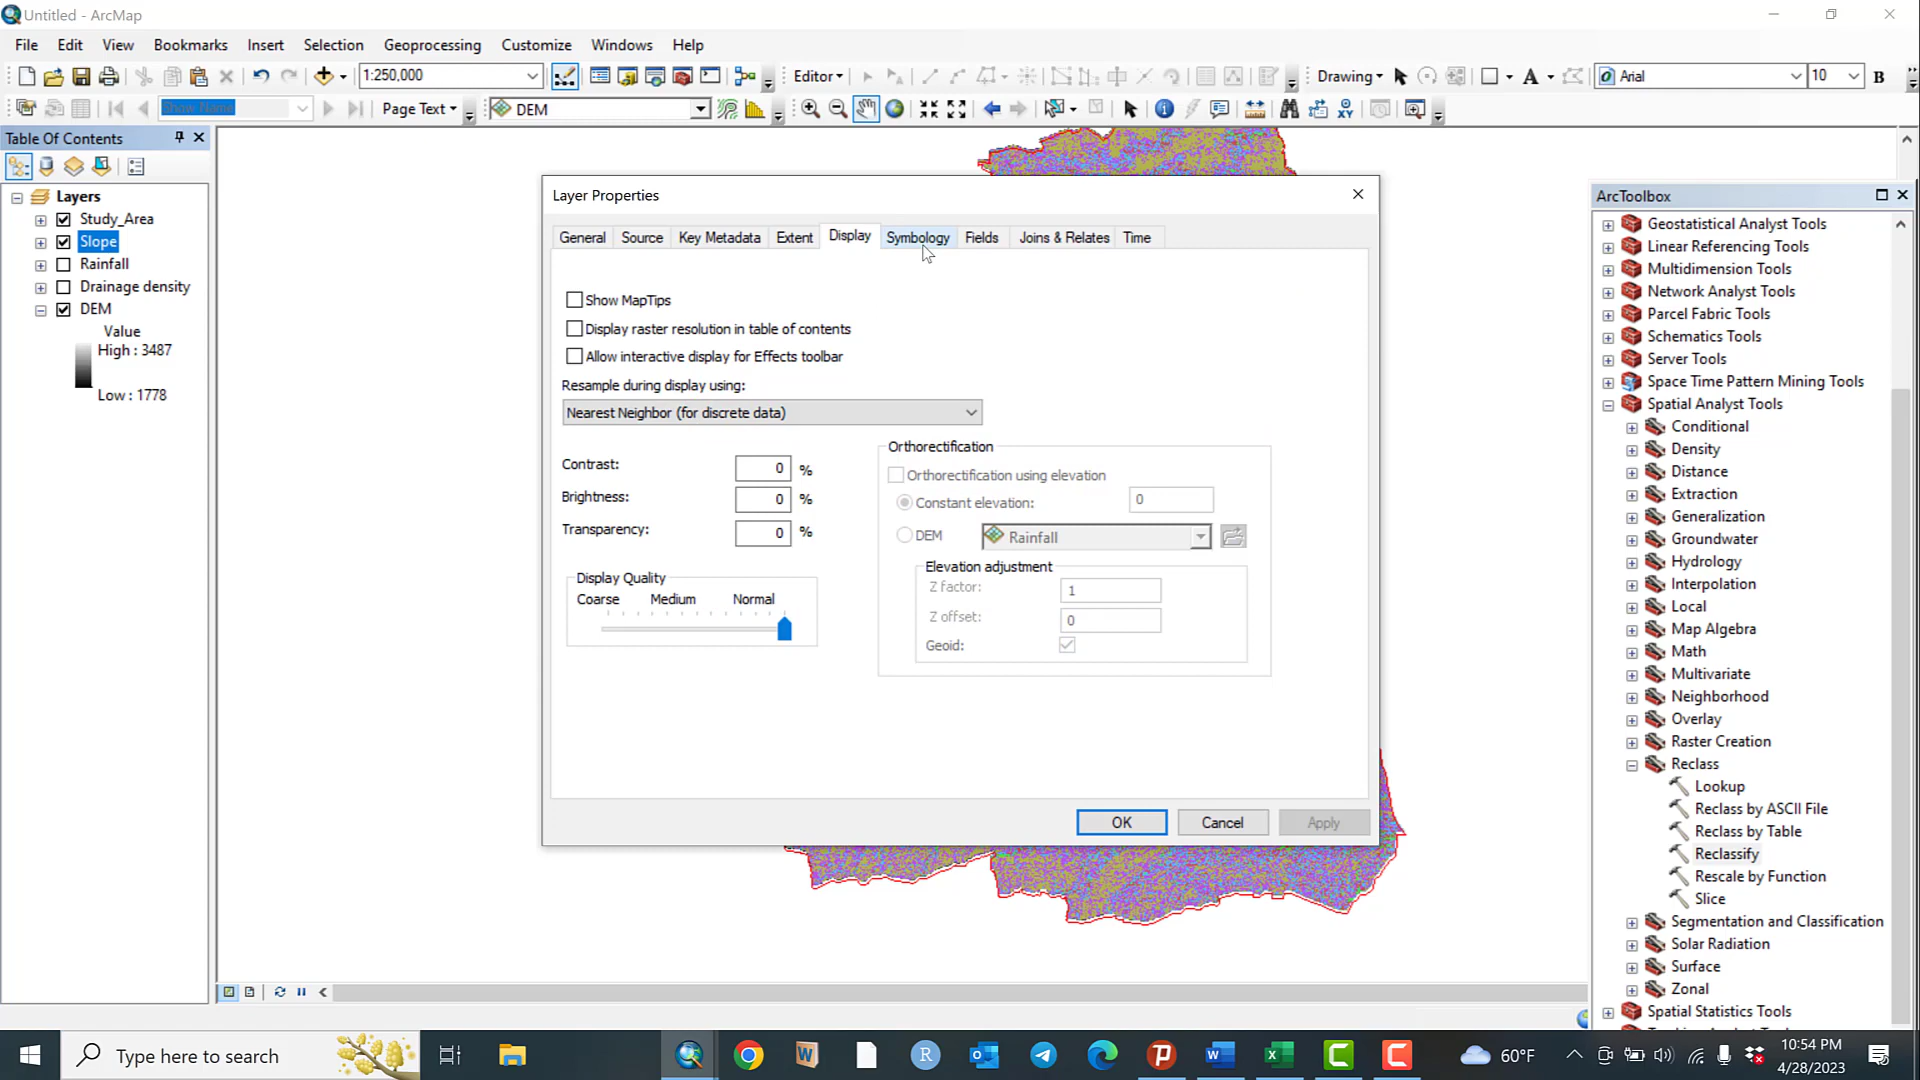 Untitled - ArcMap
File Edit View Bookmarks Insert Selection Geoprocessing Customize Windows Help
1:250,000 Editor Drawing Arial 10 B
Show Name Page Text DEM
Table Of Contents
Layers
Study_Area
Slope
Rainfall
Drainage density
DEM
Value
High : 3487
Low : 1778
Layer Properties
General Source Key Metadata Extent Display Symbology Fields Joins & Relates Time
Show MapTips
Display raster resolution in table of contents
Allow interactive display for Effects toolbar
Resample during display using:
Nearest Neighbor (for discrete data)
Contrast: 0 %
Brightness: 0 %
Transparency: 0 %
Display Quality
Coarse Medium Normal
Orthorectification
Orthorectification using elevation
Constant elevation: 0
DEM Rainfall
Elevation adjustment
Z factor: 1
Z offset: 0
Geoid:
OK Cancel Apply
ArcToolbox
Geostatistical Analyst Tools
Linear Referencing Tools
Multidimension Tools
Network Analyst Tools
Parcel Fabric Tools
Schematics Tools
Server Tools
Space Time Pattern Mining Tools
Spatial Analyst Tools
Conditional
Density
Distance
Extraction
Generalization
Groundwater
Hydrology
Interpolation
Local
Map Algebra
Math
Multivariate
Neighborhood
Overlay
Raster Creation
Reclass
Lookup
Reclass by ASCII File
Reclass by Table
Reclassify
Rescale by Function
Slice
Segmentation and Classification
Solar Radiation
Surface
Zonal
Spatial Statistics Tools
Type here to search
60°F
10:54 PM
4/28/2023